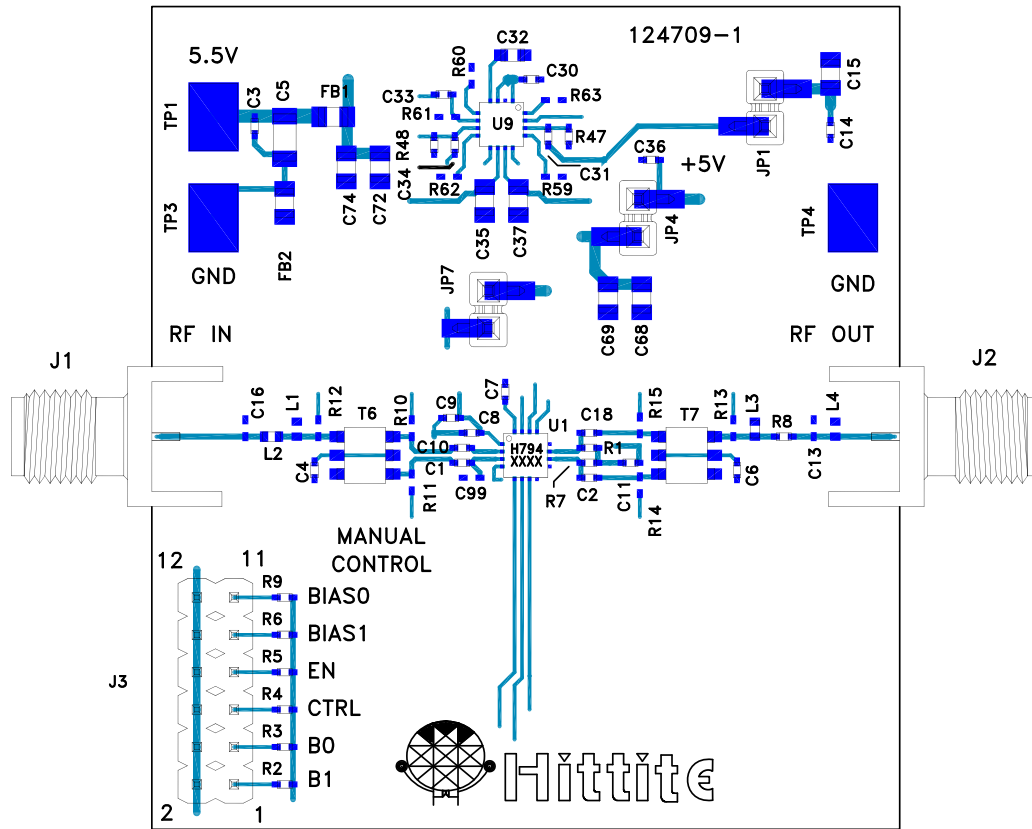 C32
124709-1
5.5V
R60
C30
C15
C3
C5
FB1
C33
R63
TP1
R61
U9
R48
R47
C14
JP1
C36
+5V
C34
C31
R62
R59
C74
C72
TP3
C35
C37
JP4
TP4
FB2
GND
JP7
GND
C69
C68
RF IN
RF OUT
J1
J2
C16
L1
R12
T6
R10
C9
C8
C7
U1
C18
R15
T7
R13
L3
R8
L4
L2
C4
C10
C1
H794
XXXX
R1
C13
C6
R11
C99
R7
C2
C11
R14
MANUAL
CONTROL
12
11
R9
BIAS0
R6
BIAS1
R5
EN
J3
R4
CTRL
R3
B0
R2
B1
2
1
Hittite